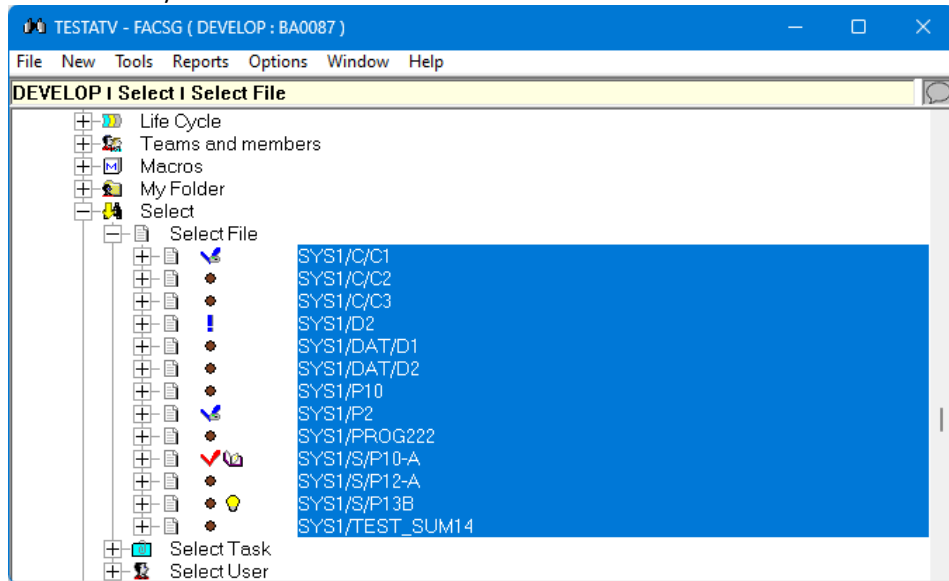 TESTATV - FACSG ( DEVELOP : BA0087 )
File New Tools Reports Options Window Help
DEVELOP I Select I Select File
Life Cycle
Teams and members
Macros
My Folder
Select
Select File
SYS1/C/C1
SYS1/C/C2
SYS1/C/C3
SYS1/D2
SYS1/DAT/D1
SYS1/DAT/D2
SYS1/P10
SYS1/P2
SYS1/PROG222
SYS1/S/P10-A
SYS1/S/P12-A
SYS1/S/P13B
SYS1/TEST_SUM14
Select Task
Select User